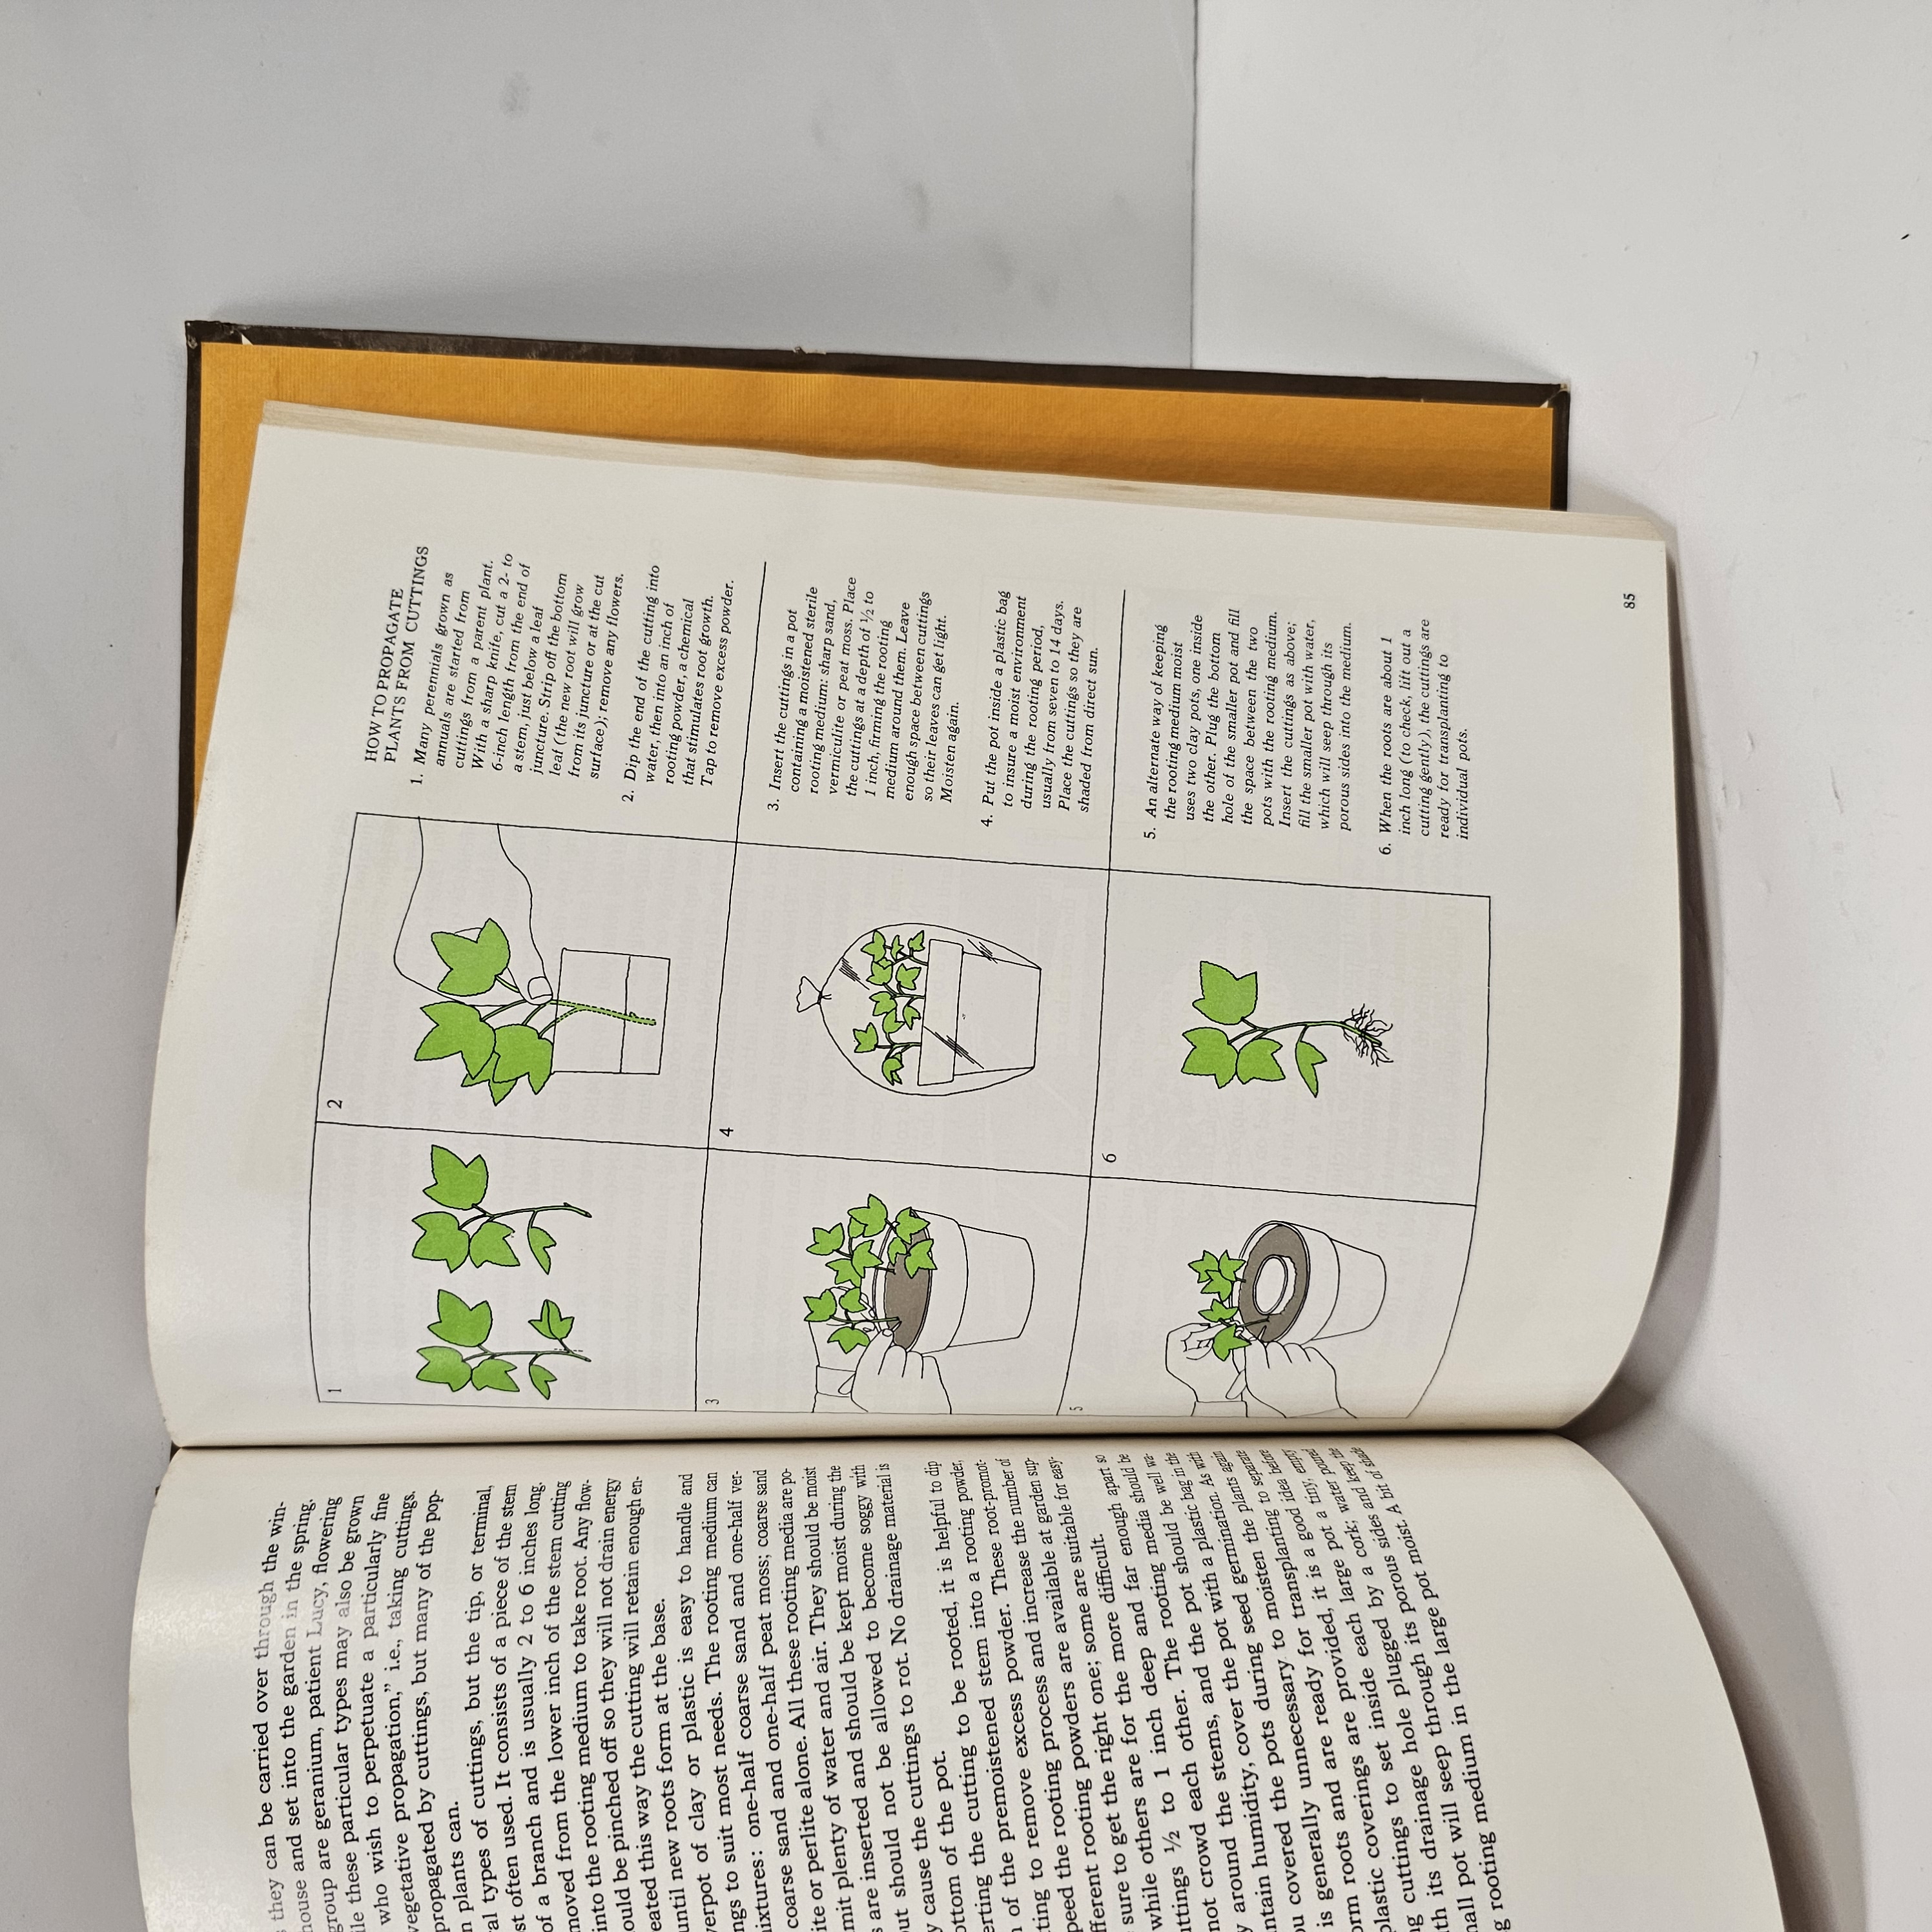 they can be carried over through the win-
house and set into the garden in the spring.
group are geranium, patient Lucy, flowering
these particular types may also be grown
who wish to perpetuate a particularly fine
vegetative propagation,” i.e., taking cuttings.
propagated by cuttings, but many of the pop-
plants can.
types of cuttings, but the tip, or terminal,
often used. It consists of a piece of the stem
of a branch and is usually 2 to 6 inches long.
moved from the lower inch of the stem cutting
into the rooting medium to take root. Any flow-
ould be pinched off so they will not drain energy
eated this way the cutting will retain enough en-
until new roots form at the base.
verpot of clay or plastic is easy to handle and
ngs to suit most needs. The rooting medium can
ixtures: one-half coarse sand and one-half ver-
coarse sand and one-half peat moss; coarse sand
ite or perlite alone. All these rooting media are po-
mit plenty of water and air. They should be moist
are inserted and should be kept moist during the
but should not be allowed to become soggy with
y cause the cuttings to rot. No drainage material is
ottom of the pot.
erting the cutting to be rooted, it is helpful to dip
of the premoistened stem into a rooting powder,
ting to remove excess powder. These root-promot-
peed the rooting process and increase the number of
fferent rooting powders are available at garden sup-
sure to get the right one; some are suitable for easy-
while others are for the more difficult.
uttings ½ to 1 inch deep and far enough apart so
not crowd each other. The rooting media should be
y around the stems, and the pot should be well wa-
ntain humidity, cover the pot with a plastic bag in the
ou covered the pots during seed germination. As with
is generally unnecessary to moisten the plants again
orm roots and are ready for transplanting to separate
plastic coverings are provided, it is a good idea before
ng cuttings to set inside each large pot a tiny, empty
th its drainage hole plugged by a cork; water poured
mall pot will seep through its porous sides and keep the
g rooting medium in the large pot moist. A bit of shade
1
2
3
4
5
6
HOW TO PROPAGATE
PLANTS FROM CUTTINGS
1. Many perennials grown as
annuals are started from
cuttings from a parent plant.
With a sharp knife, cut a 2- to
6-inch length from the end of
a stem, just below a leaf
juncture. Strip off the bottom
leaf (the new root will grow
from its juncture or at the cut
surface); remove any flowers.
2. Dip the end of the cutting into
water, then into an inch of
rooting powder, a chemical
that stimulates root growth.
Tap to remove excess powder.
3. Insert the cuttings in a pot
containing a moistened sterile
rooting medium: sharp sand,
vermiculite or peat moss. Place
the cuttings at a depth of ½ to
1 inch, firming the rooting
medium around them. Leave
enough space between cuttings
so their leaves can get light.
Moisten again.
4. Put the pot inside a plastic bag
to insure a moist environment
during the rooting period,
usually from seven to 14 days.
Place the cuttings so they are
shaded from direct sun.
5. An alternate way of keeping
the rooting medium moist
uses two clay pots, one inside
the other. Plug the bottom
hole of the smaller pot and fill
the space between the two
pots with the rooting medium.
Insert the cuttings as above;
fill the smaller pot with water,
which will seep through its
porous sides into the medium.
6. When the roots are about 1
inch long (to check, lift out a
cutting gently), the cuttings are
ready for transplanting to
individual pots.
85